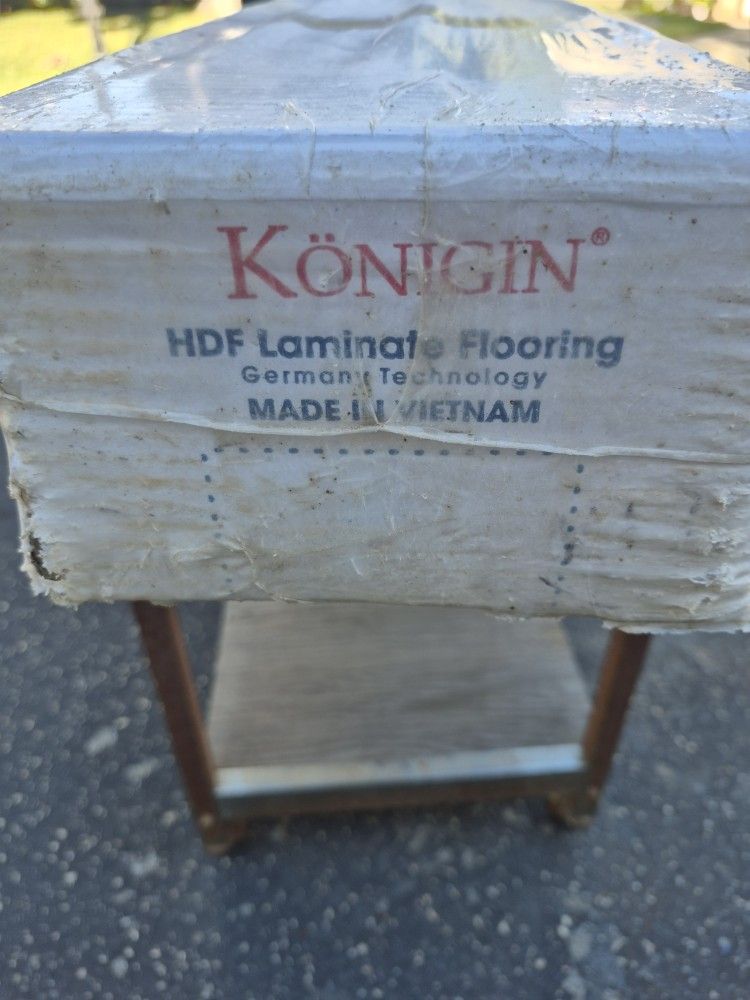 KÖNIGIN®
HDF Laminate Flooring
Germany Technology
MADE IN VIETNAM